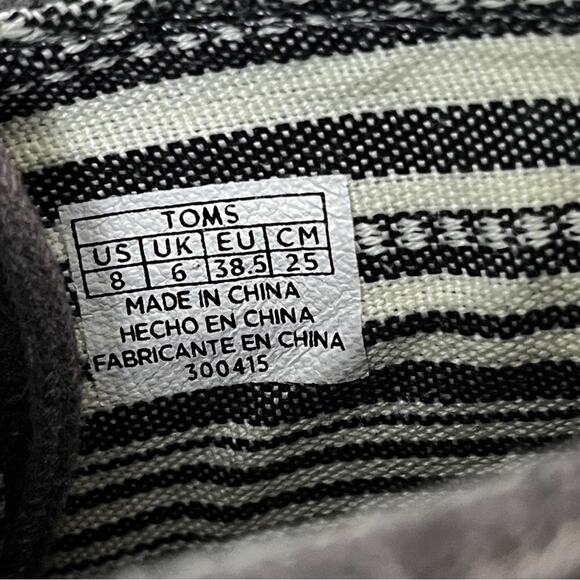 TOMS
US UK EU CM
8 6 38.5 25
MADE IN CHINA
HECHO EN CHINA
FABRICANTE EN CHINA
300415